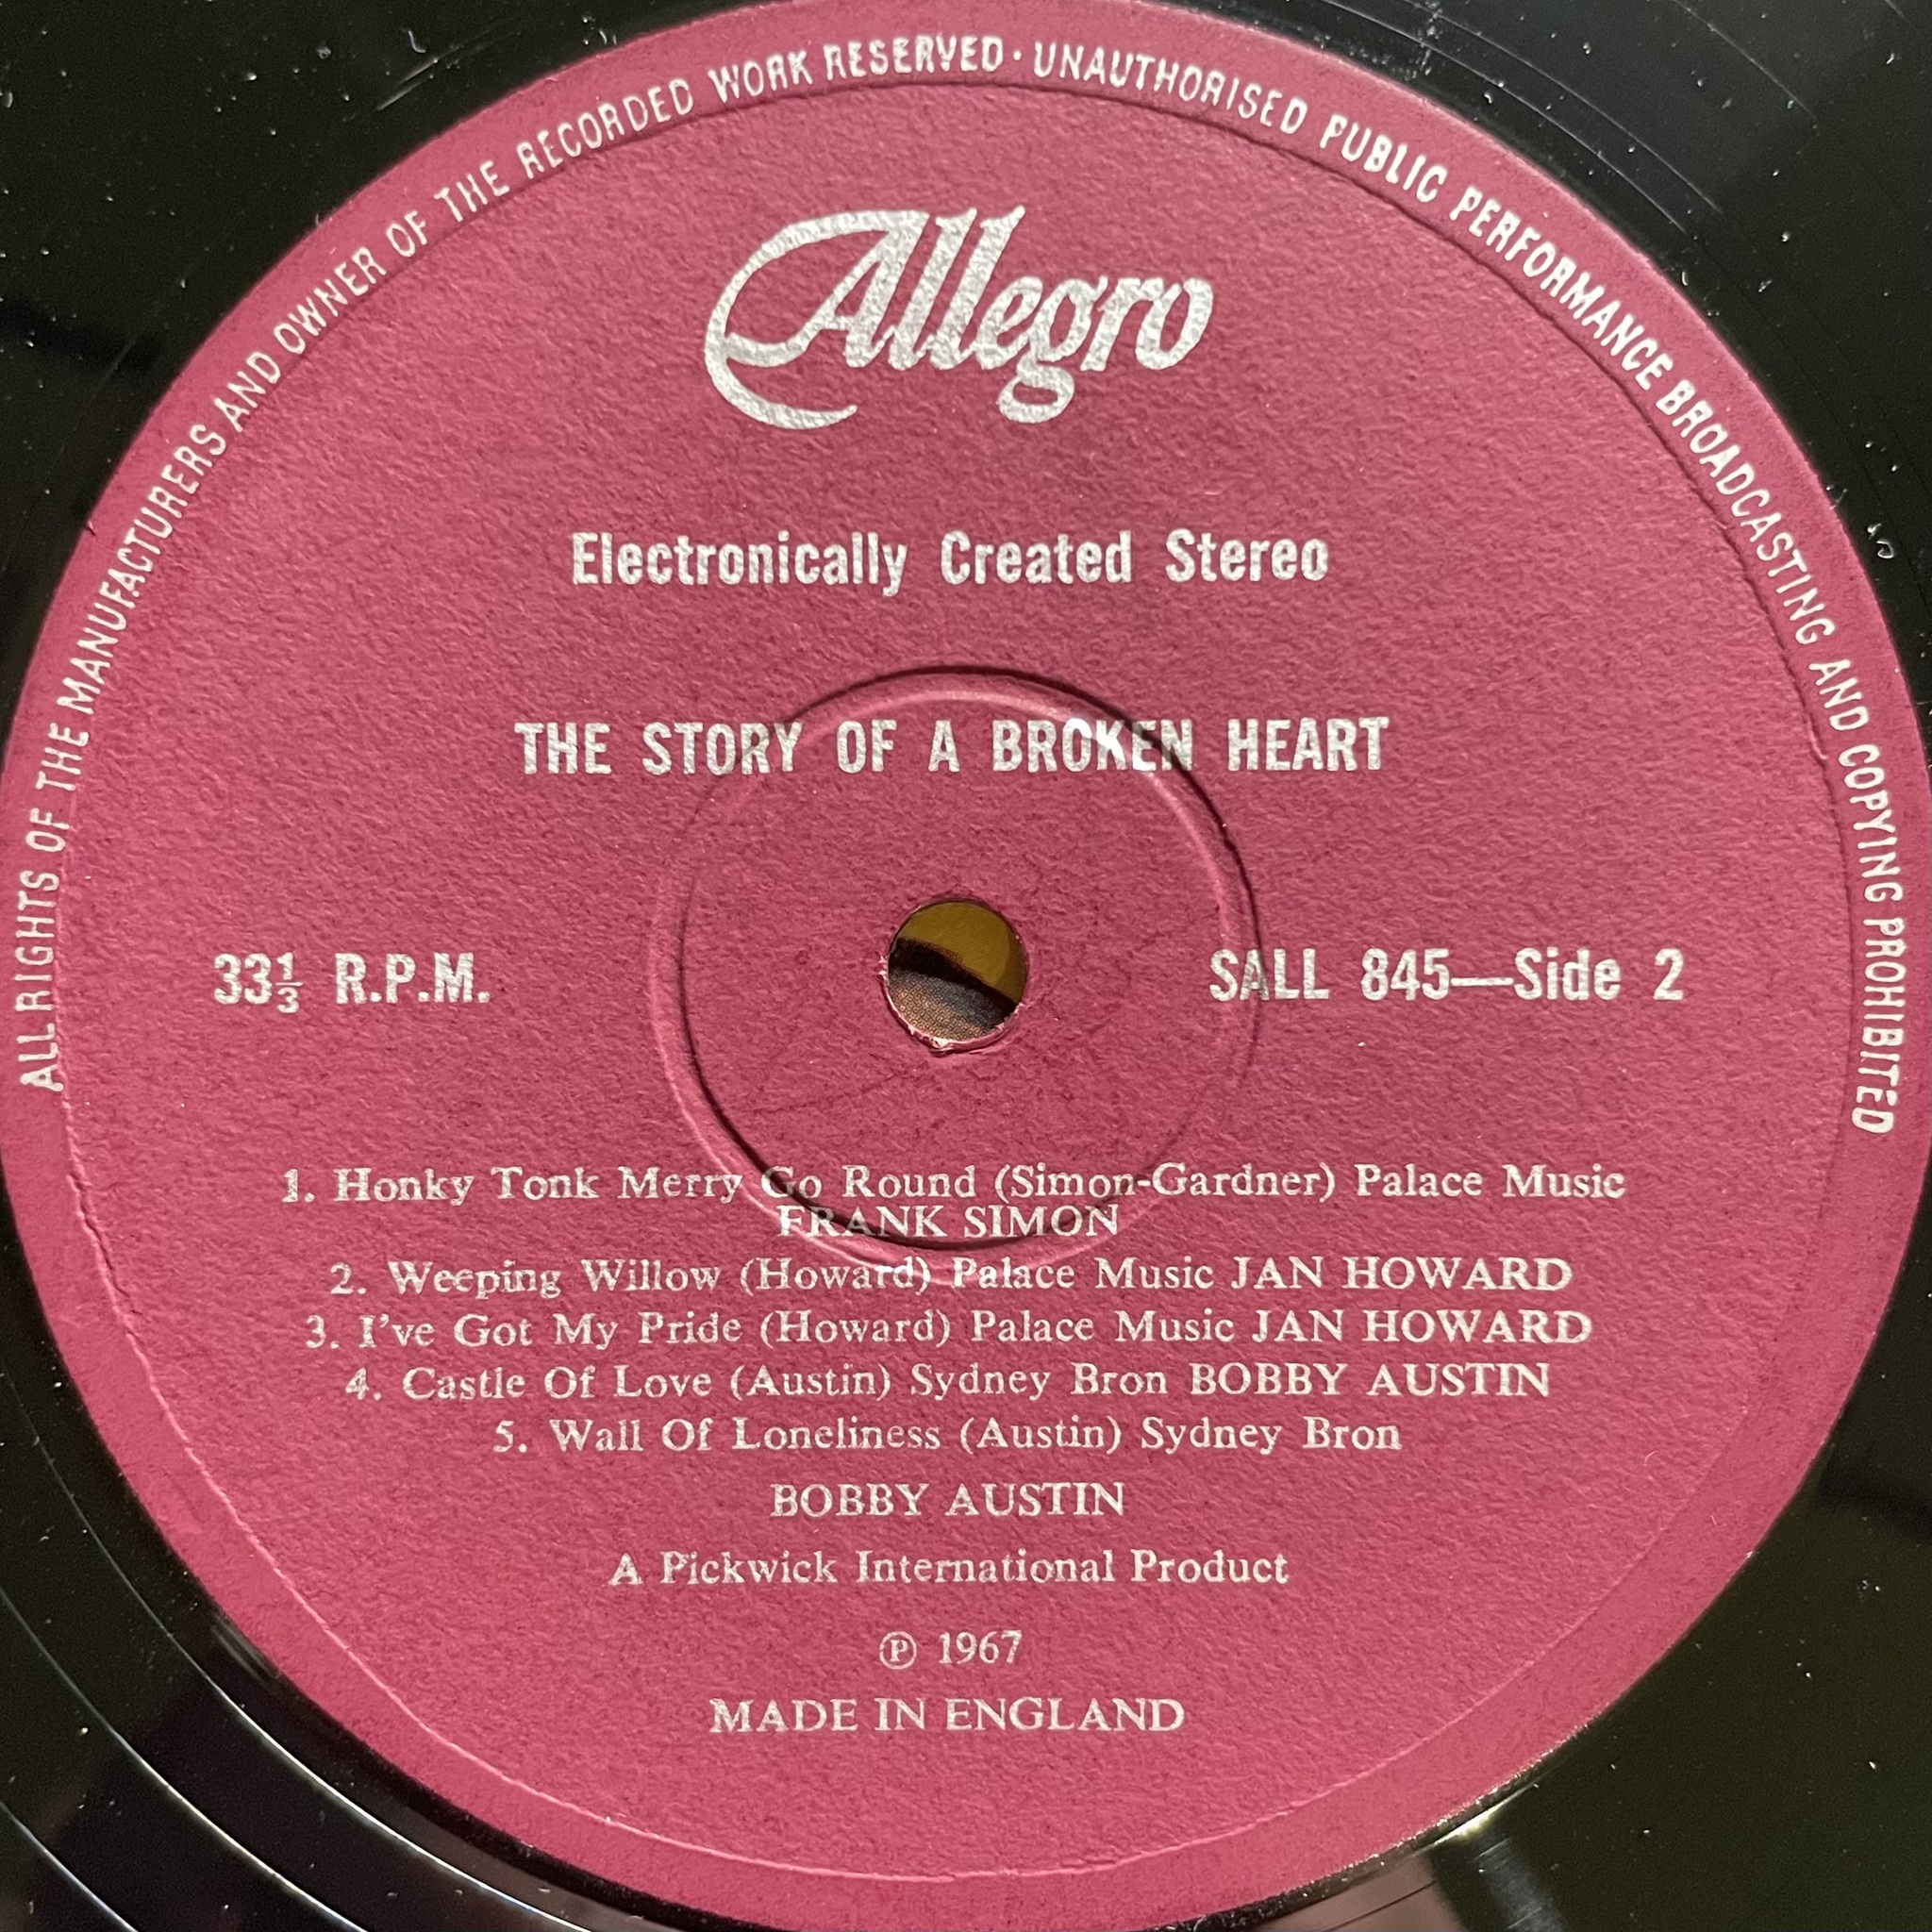 ALL RIGHTS OF THE MANUFACTURERS AND OWNER OF THE RECORDED WORK RESERVED · UNAUTHORISED PUBLIC PERFORMANCE BROADCASTING AND COPYING PROHIBITED
Allegro
Electronically Created Stereo
THE STORY OF A BROKEN HEART
33⅓ R.P.M.
SALL 845—Side 2
1. Honky Tonk Merry Go Round (Simon-Gardner) Palace Music
FRANK SIMON
2. Weeping Willow (Howard) Palace Music JAN HOWARD
3. I've Got My Pride (Howard) Palace Music JAN HOWARD
4. Castle Of Love (Austin) Sydney Bron BOBBY AUSTIN
5. Wall Of Loneliness (Austin) Sydney Bron
BOBBY AUSTIN
A Pickwick International Product
℗ 1967
MADE IN ENGLAND